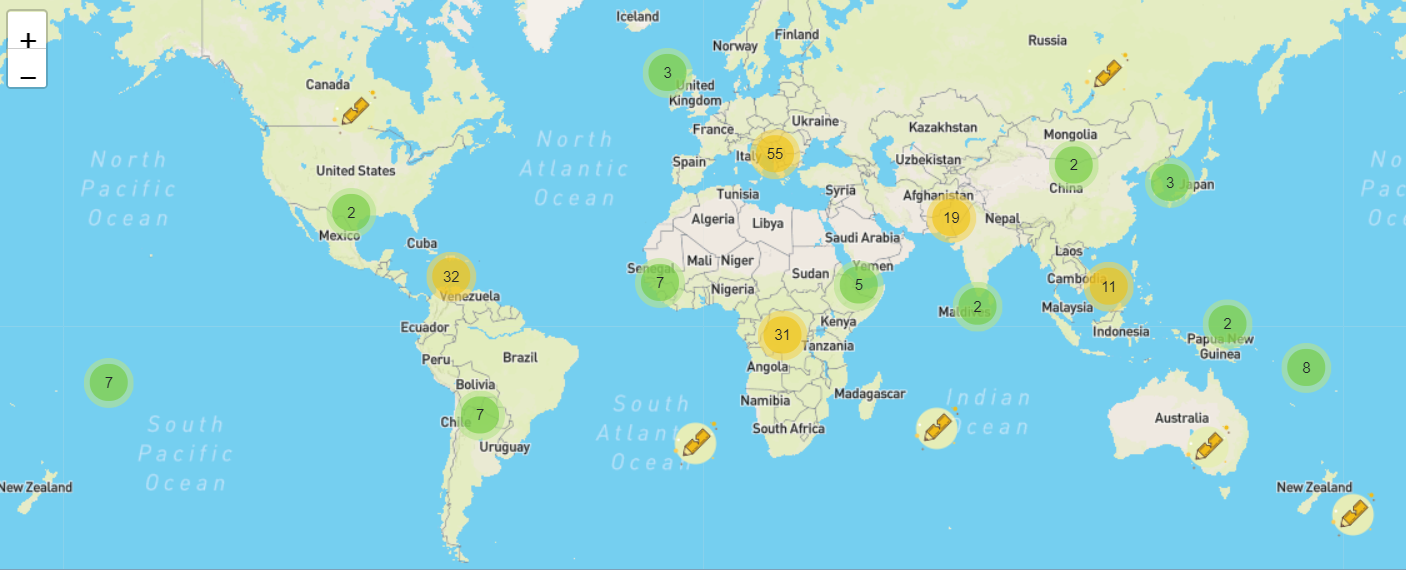 +
−
Iceland
Finland
Norway
Russia
Canada
3
United
Kingdom
Ukraine
Kazakhstan
France
Mongolia
North
Pacific
Ocean
North
Atlantic
Ocean
No
Pac
Oc
Italy
55
Uzbekistan
Spain
2
United States
China
3
Japan
Syria
Tunisia
Afghanistan
2
19
Nepal
Algeria
Libya
Mexico
Saudi Arabia
Cuba
Laos
Mali
Niger
Senegal
Yemen
32
Sudan
Cambod
7
5
11
Nigeria
Venezuela
2
Maldives
Malaysia
Ecuador
Kenya
2
Indonesia
31
Papua New
Guinea
Tanzania
Peru
Brazil
Angola
8
7
Bolivia
Madagascar
Namibia
Indian
Ocean
South
Atlantic
Ocean
7
Chile
Australia
South
Pacific
Ocean
South Africa
Uruguay
New Zealand
New Zealand